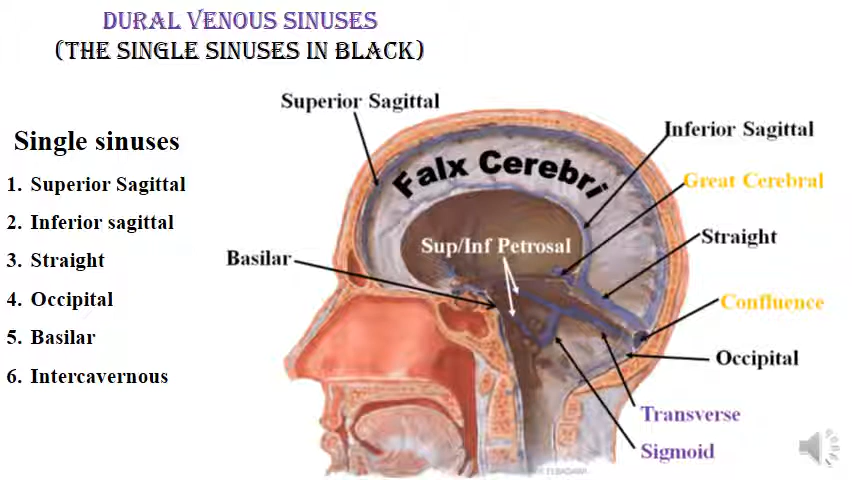 DURAL VENOUS SINUSES
(THE SINGLE SINUSES IN BLACK)
Superior Sagittal
Inferior Sagittal
Single sinuses
Falx Cerebri
Great Cerebral
1. Superior Sagittal
2. Inferior sagittal
Straight
Sup/Inf Petrosal
Basilar
3. Straight
4. Occipital
Confluence
5. Basilar
Occipital
6. Intercavernous
Transverse
Sigmoid
ELBADAWI